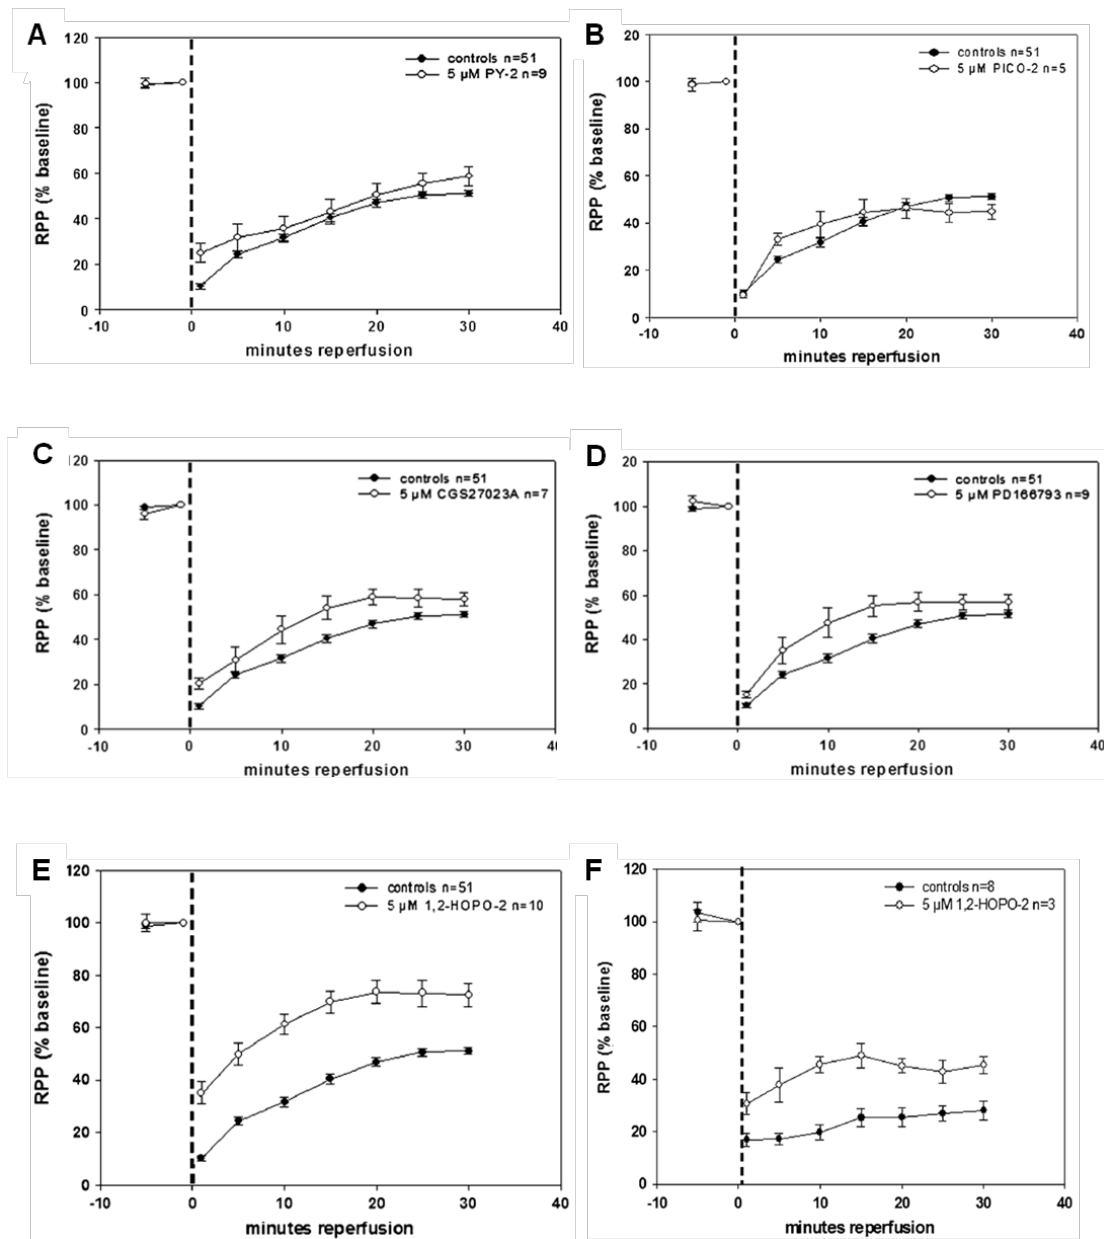 A
120
100
80
60
40
20
0
-10 0 10 20 30 40
RPP (% baseline)
minutes reperfusion
controls n=51
5 µM PY-2 n=9
B
20
100
80
60
40
20
0
-10 0 10 20 30 40
RPP (% baseline)
minutes reperfusion
controls n=51
5 µM PICO-2 n=5
C
120
100
80
60
40
20
0
-10 0 10 20 30 40
RPP (% baseline)
minutes reperfusion
controls n=51
5 µM CGS27023A n=7
D
20
100
80
60
40
20
0
-10 0 10 20 30 40
RPP (% baseline)
minutes reperfusion
controls n=51
5 µM PD166793 n=9
E
120
100
80
60
40
20
0
-10 0 10 20 30 40
RPP (% baseline)
minutes reperfusion
controls n=51
5 µM 1,2-HOPO-2 n=10
F
120
100
80
60
40
20
0
-10 0 10 20 30 40
RPP (% baseline)
minutes reperfusion
controls n=8
5 µM 1,2-HOPO-2 n=3